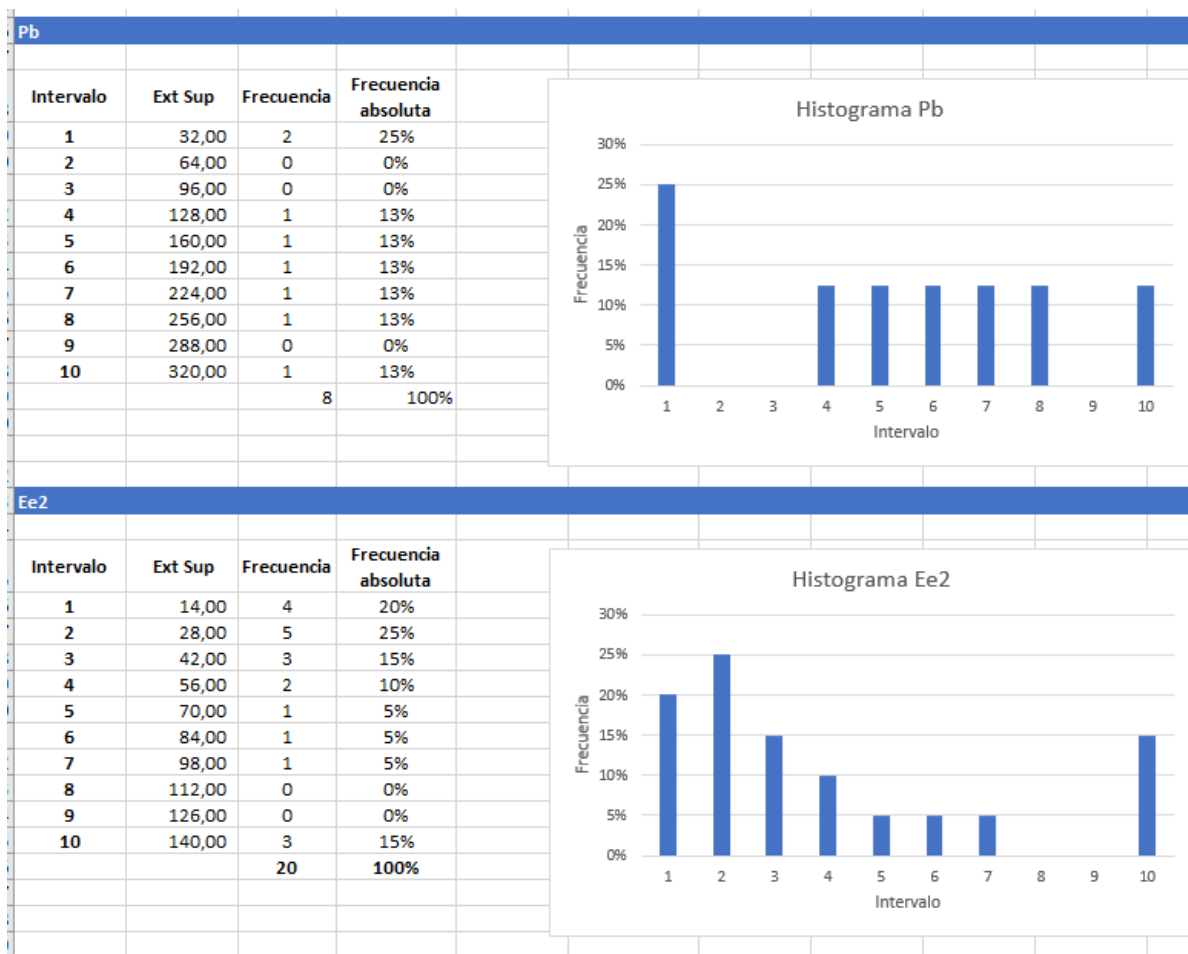 Pb
Intervalo Ext Sup Frecuencia Frecuencia absoluta
1 32,00 2 25%
2 64,00 0 0%
3 96,00 0 0%
4 128,00 1 13%
5 160,00 1 13%
6 192,00 1 13%
7 224,00 1 13%
8 256,00 1 13%
9 288,00 0 0%
10 320,00 1 13%
8 100%
Histograma Pb
30%
25%
20%
15%
10%
5%
0%
Frecuencia
1 2 3 4 5 6 7 8 9 10
Intervalo
Ee2
Intervalo Ext Sup Frecuencia Frecuencia absoluta
1 14,00 4 20%
2 28,00 5 25%
3 42,00 3 15%
4 56,00 2 10%
5 70,00 1 5%
6 84,00 1 5%
7 98,00 1 5%
8 112,00 0 0%
9 126,00 0 0%
10 140,00 3 15%
20 100%
Histograma Ee2
30%
25%
20%
15%
10%
5%
0%
Frecuencia
1 2 3 4 5 6 7 8 9 10
Intervalo